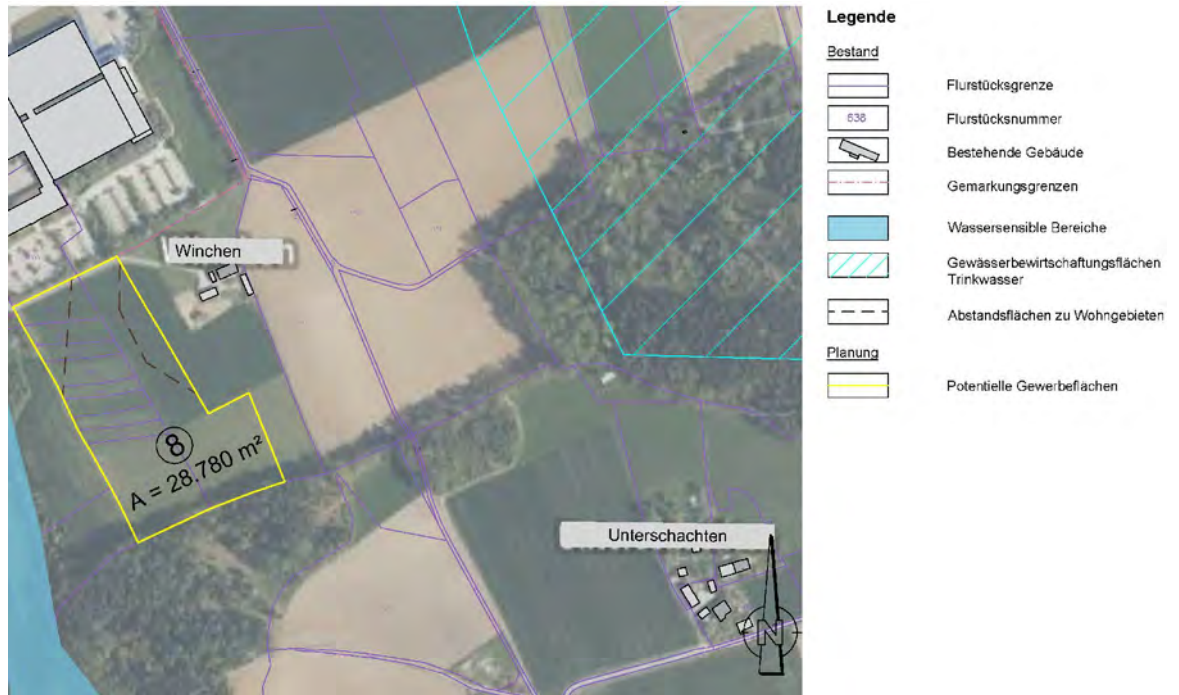 Winchen
8
A = 28.780 m²
Unterschachten
N
Legende
Bestand
Flurstücksgrenze
638
Flurstücksnummer
Bestehende Gebäude
Gemarkungsgrenzen
Wassersensible Bereiche
Gewässerbewirtschaftungsflächen
Trinkwasser
Abstandsflächen zu Wohngebieten
Planung
Potentielle Gewerbeflächen